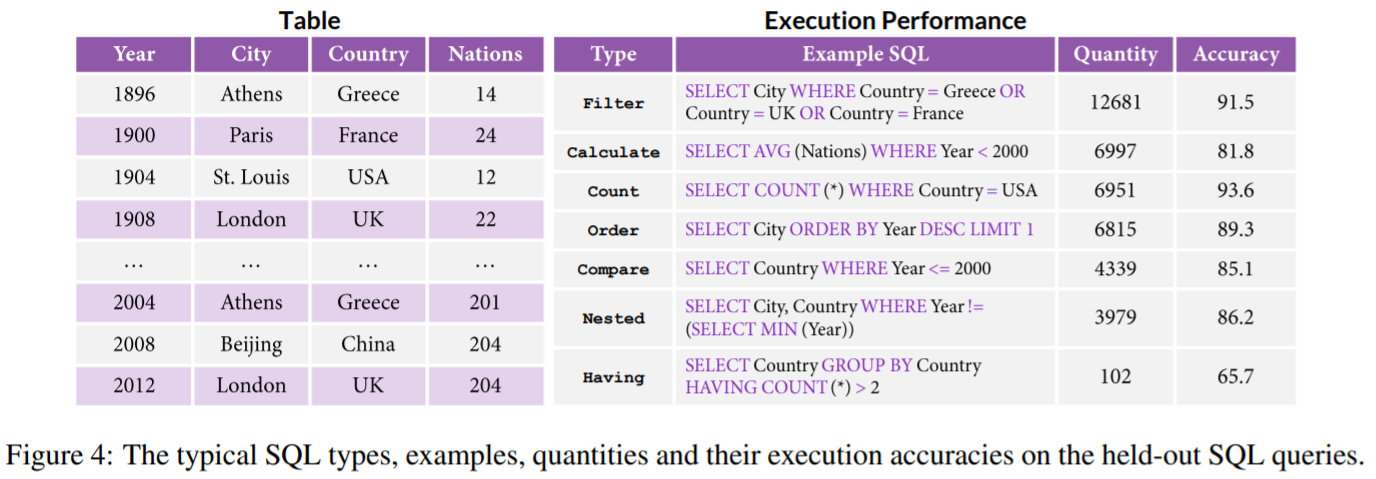 Table
Year City Country Nations
1896 Athens Greece 14
1900 Paris France 24
1904 St. Louis USA 12
1908 London UK 22
... ... ... ...
2004 Athens Greece 201
2008 Beijing China 204
2012 London UK 204
Execution Performance
Type Example SQL Quantity Accuracy
Filter SELECT City WHERE Country = Greece OR
Country = UK OR Country = France 12681 91.5
Calculate SELECT AVG (Nations) WHERE Year < 2000 6997 81.8
Count SELECT COUNT (*) WHERE Country = USA 6951 93.6
Order SELECT City ORDER BY Year DESC LIMIT 1 6815 89.3
Compare SELECT Country WHERE Year <= 2000 4339 85.1
Nested SELECT City, Country WHERE Year !=
(SELECT MIN (Year)) 3979 86.2
Having SELECT Country GROUP BY Country
HAVING COUNT (*) > 2 102 65.7
Figure 4: The typical SQL types, examples, quantities and their execution accuracies on the held-out SQL queries.